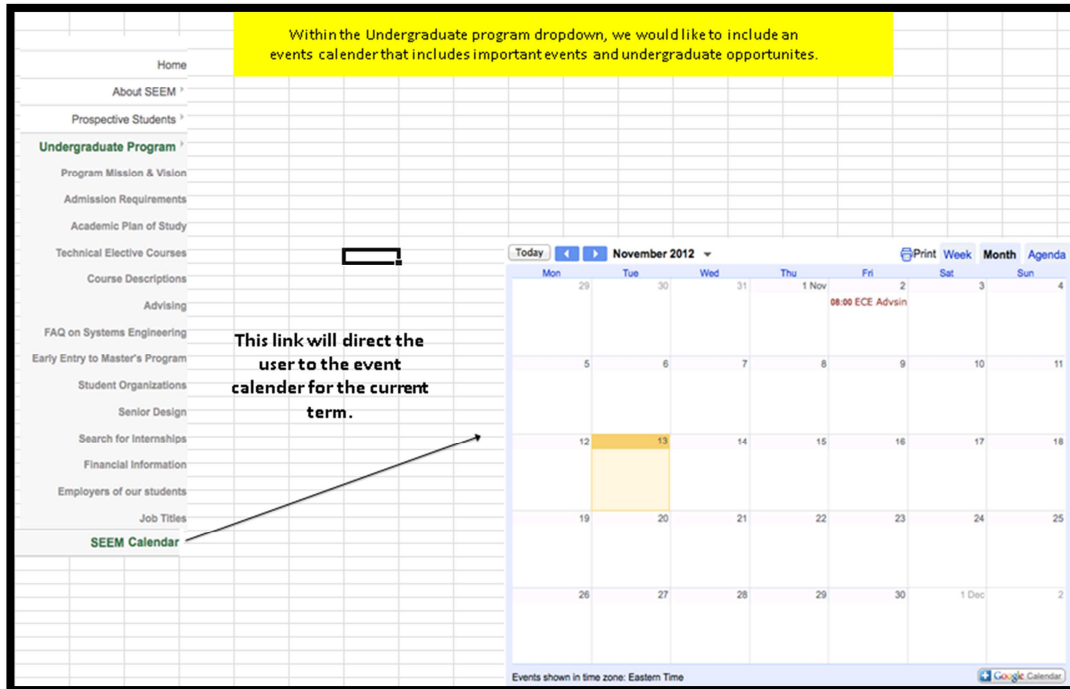 Within the Undergraduate program dropdown, we would like to include an
events calender that includes important events and undergraduate opportunites.
Home
About SEEM
Prospective Students
Undergraduate Program
Program Mission & Vision
Admission Requirements
Academic Plan of Study
Technical Elective Courses
Course Descriptions
Advising
FAQ on Systems Engineering
Early Entry to Master's Program
Student Organizations
Senior Design
Search for Internships
Financial Information
Employers of our students
Job Titles
SEEM Calendar
This link will direct the
user to the event
calender for the current
term.
Today November 2012 Print Week Month Agenda
Mon Tue Wed Thu Fri Sat Sun
29 30 31 1 Nov 2 3 4
08:00 ECE Advsin
5 6 7 8 9 10 11
12 13 14 15 16 17 18
19 20 21 22 23 24 25
26 27 28 29 30 1 Dec 2
Events shown in time zone: Eastern Time Google Calendar